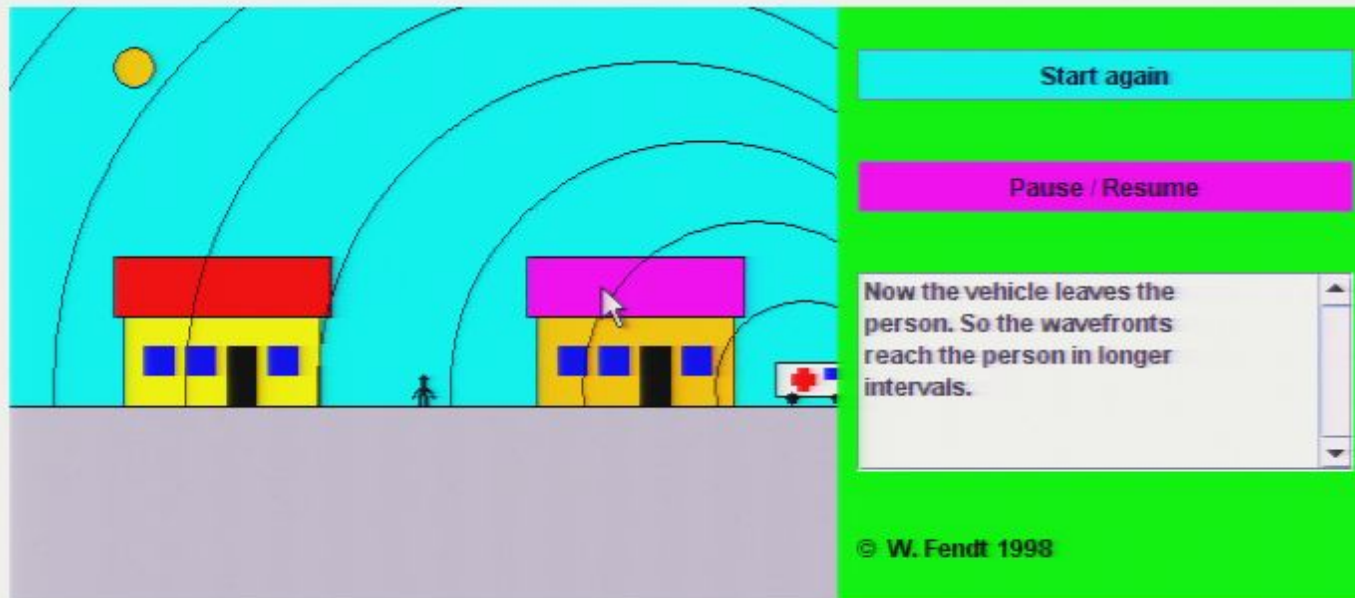 Start again
Pause / Resume
Now the vehicle leaves the
person. So the wavefronts
reach the person in longer
intervals.
© W. Fendt 1998